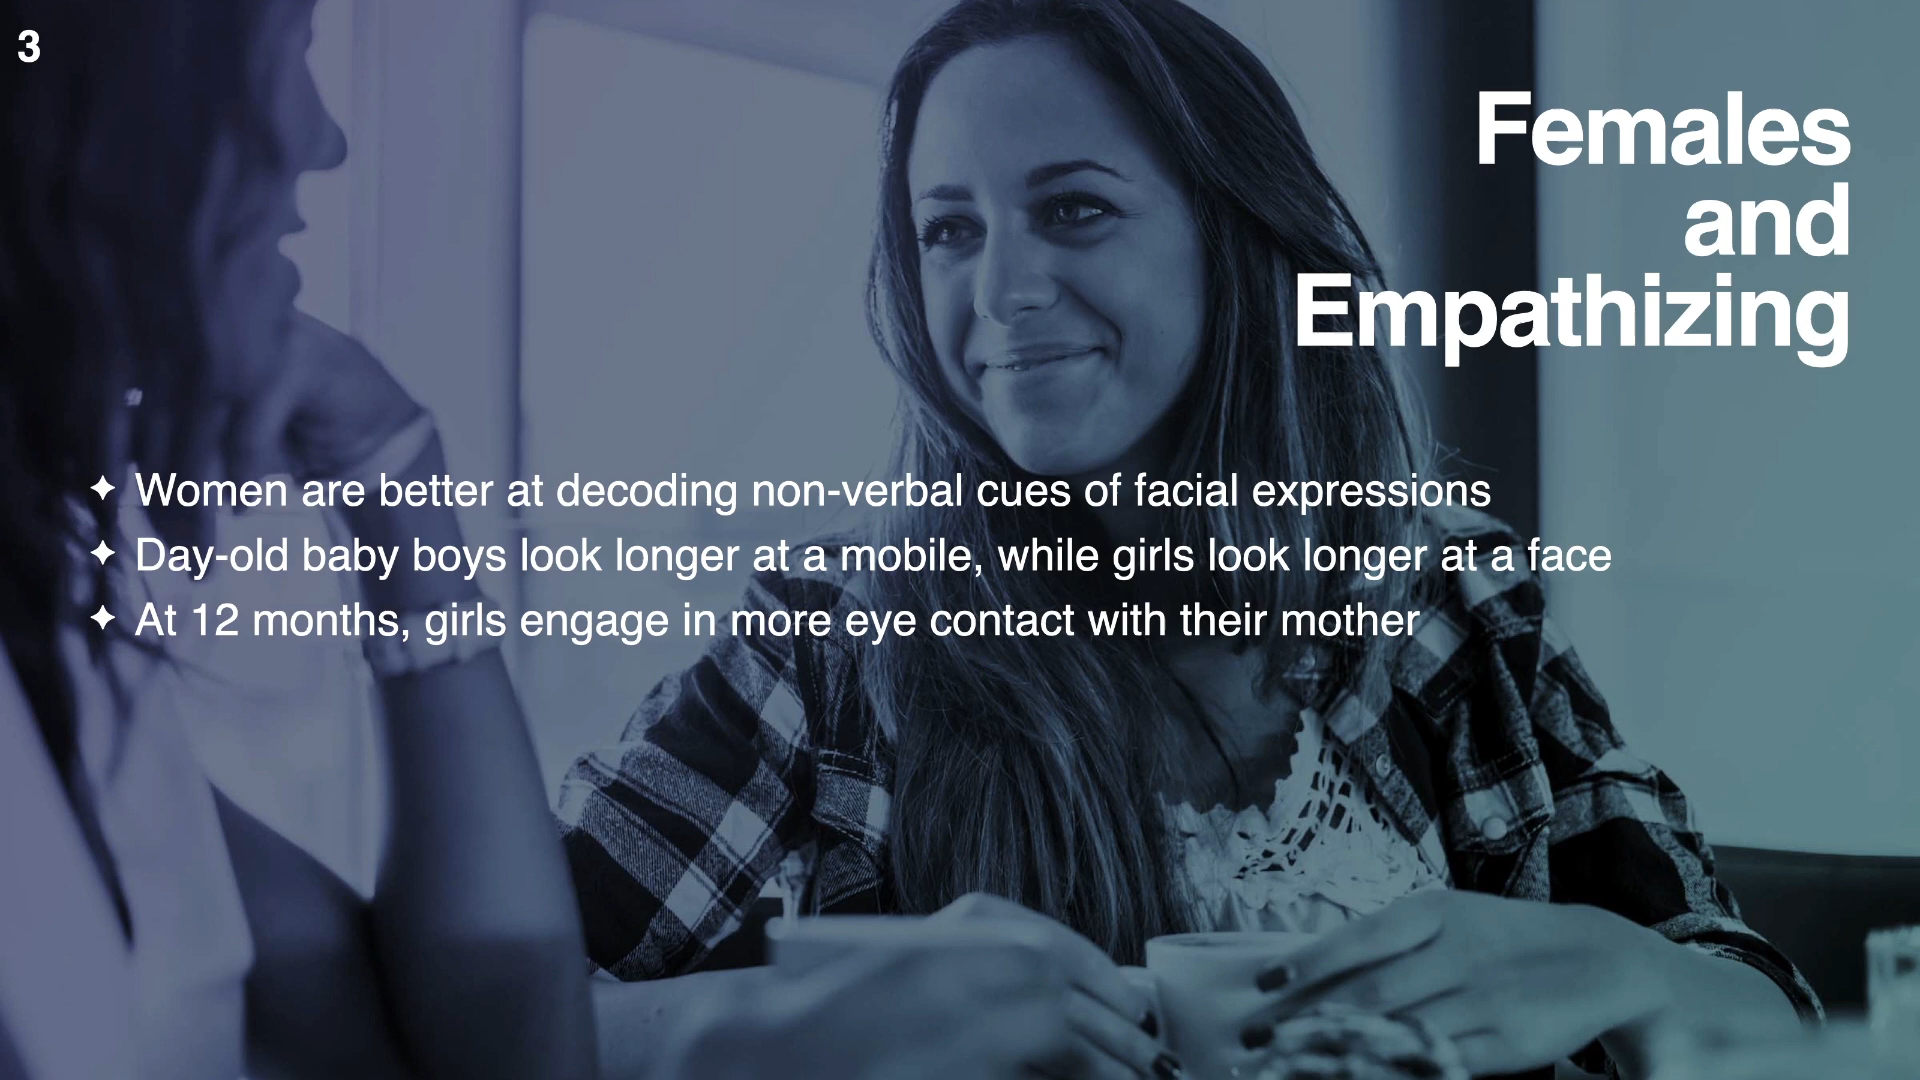 3
Females
and
Empathizing
✦ Women are better at decoding non-verbal cues of facial expressions
✦ Day-old baby boys look longer at a mobile, while girls look longer at a face
✦ At 12 months, girls engage in more eye contact with their mother